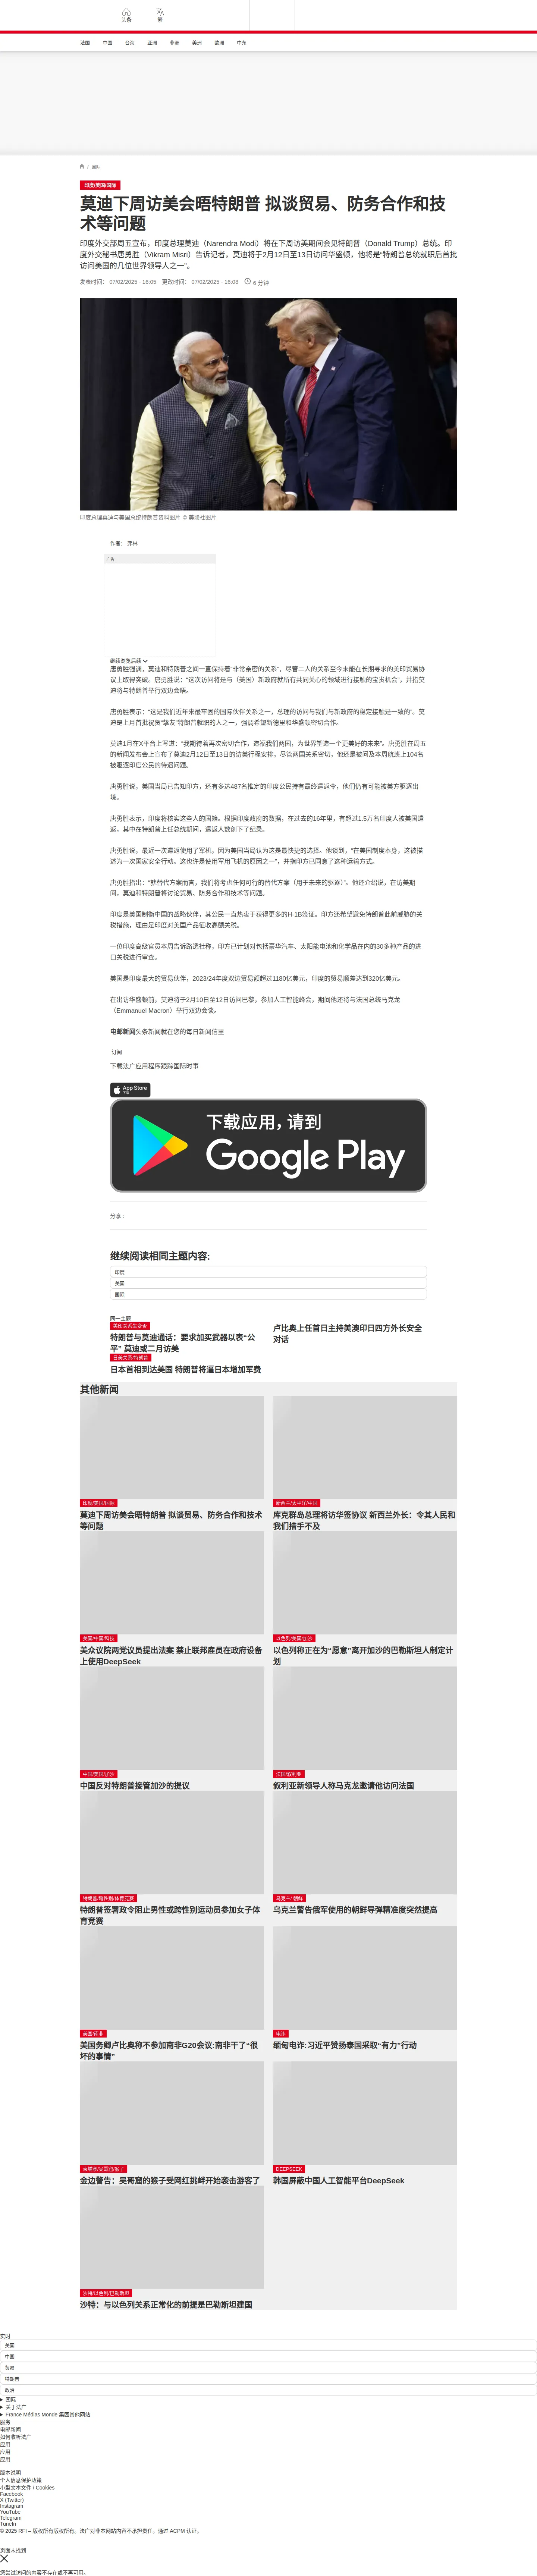 头条
繁
法国
中国
台海
亚洲
非洲
美洲
欧洲
中东
/ 国际
印度/美国/国际
莫迪下周访美会晤特朗普 拟谈贸易、防务合作和技
术等问题
印度外交部周五宣布，印度总理莫迪（Narendra Modi）将在下周访美期间会见特朗普（Donald Trump）总统。印
度外交秘书唐勇胜（Vikram Misri）告诉记者，莫迪将于2月12日至13日访问华盛顿，他将是“特朗普总统就职后首批
访问美国的几位世界领导人之一”。
发表时间： 07/02/2025 - 16:05 更改时间： 07/02/2025 - 16:06 6 分钟
印度总理莫迪与美国总统特朗普资料图片 © 美联社图片
作者： 弗林
广告
继续浏览后续
唐勇胜强调，莫迪和特朗普之间一直保持着“非常亲密的关系”，尽管二人的关系至今未能在长期寻求的美印贸易协
议上取得突破。唐勇胜说：“这次访问将是与（美国）新政府就所有共同关心的领域进行接触的宝贵机会”，并指莫
迪将与特朗普举行双边会晤。
唐勇胜表示：“这是我们近年来最牢固的国际伙伴关系之一，总理的访问与我们与新政府的稳定接触是一致的”。莫
迪是上月首批祝贺“挚友”特朗普就职的人之一，强调希望新德里和华盛顿密切合作。
莫迪1月在X平台上写道：“我期待着再次密切合作，造福我们两国，为世界塑造一个更美好的未来”。唐勇胜在周五
的新闻发布会上宣布了莫迪2月12日至13日的访美行程安排，尽管两国关系密切，他还是被问及本周航班上104名
被驱逐印度公民的待遇问题。
唐勇胜说，美国当局已告知印方，还有多达487名推定的印度公民持有最终遣返令，他们仍有可能被美方驱逐出
境。
唐勇胜表示，印度将核实这些人的国籍。根据印度政府的数据，在过去的16年里，有超过1.5万名印度人被美国遣
返，其中在特朗普上任总统期间，遣返人数创下了纪录。
唐勇胜说，最近一次遣返使用了军机，因为美国当局认为这是最快捷的选择。他谈到，“在美国制度本身，这被描
述为一次国家安全行动。这也许是使用军用飞机的原因之一”，并指印方已同意了这种运输方式。
唐勇胜指出：“就替代方案而言，我们将考虑任何可行的替代方案（用于未来的驱逐）”。他还介绍说，在访美期
间，莫迪和特朗普将讨论贸易、防务合作和技术等问题。
印度是美国制衡中国的战略伙伴，其公民一直热衷于获得更多的H-1B签证。印方还希望避免特朗普此前威胁的关
税措施，理由是印度对美国产品征收高额关税。
一位印度高级官员本周告诉路透社称，印方已计划对包括豪华汽车、太阳能电池和化学品在内的30多种产品的进
口关税进行审查。
美国是印度最大的贸易伙伴，2023/24年度双边贸易额超过1180亿美元，印度的贸易顺差达到320亿美元。
在出访华盛顿前，莫迪将于2月10日至12日访问巴黎，参加人工智能峰会，期间他还将与法国总统马克龙
（Emmanuel Macron）举行双边会谈。
电邮新闻头条新闻就在您的每日新闻信里
订阅
下载法广应用程序跟踪国际时事
App Store
下载应用，请到
Google Play
分享 :
继续阅读相同主题内容:
印度
美国
国际
同一主题
美印关系军备售
特朗普与莫迪通话：要求加买武器以表“公
平” 莫迪或二月访美
卢比奥上任首日主持美澳印日四方外长安全
对话
日美关系/特朗普
日本首相到达美国 特朗普将逼日本增加军费
其他新闻
印度/美国/国际
莫迪下周访美会晤特朗普 拟谈贸易、防务合作和技术
等问题
新西兰/太平洋/中国
库克群岛总理将访华签协议 新西兰外长：令其人民和
我们措手不及
美国/中国/科技
美众议院两党议员提出法案 禁止联邦雇员在政府设备
上使用DeepSeek
以色列/美国/加沙
以色列称正在为“愿意”离开加沙的巴勒斯坦人制定计
划
中国/美国/加沙
中国反对特朗普接管加沙的提议
法国/叙利亚
叙利亚新领导人称马克龙邀请他访问法国
特朗普/跨性别/体育竞赛
特朗普签署政令阻止男性或跨性别运动员参加女子体
育竞赛
乌克兰/ 朝鲜
乌克兰警告俄军使用的朝鲜导弹精准度突然提高
美国/南非
美国务卿卢比奥称不参加南非G20会议:南非干了“很
坏的事情”
电诈
缅甸电诈:习近平赞扬泰国采取“有力”行动
柬埔寨/吴哥窟/猴子
金边警告：吴哥窟的猴子受网红挑衅开始袭击游客了
DEEPSEEK
韩国屏蔽中国人工智能平台DeepSeek
沙特/以色列/巴勒斯坦
沙特：与以色列关系正常化的前提是巴勒斯坦建国
实时
美国
中国
贸易
特朗普
政治
国际
关于法广
France Médias Monde 集团其他网站
服务
电邮新闻
如何收听法广
应用
应用
应用
版本说明
个人信息保护政策
小型文本文件 / Cookies
Facebook
X (Twitter)
Instagram
YouTube
Telegram
TuneIn
© 2025 RFI – 版权所有版权所有。法广对非本网站内容不承担责任。通过 ACPM 认证。
页面未找到
您尝试访问的内容不存在或不再可用。